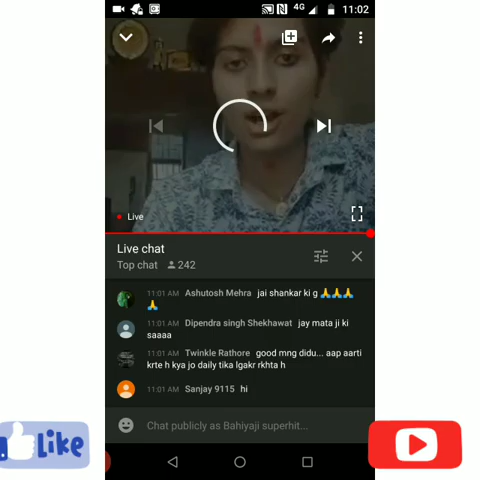 4G 11:02
Live
Live chat
Top chat 242
11:01 AM Ashutosh Mehra jai shankar ki g 🙏🙏🙏
🙏
11:01 AM Dipendra singh Shekhawat jay mata ji ki
saaaa
11:01 AM Twinkle Rathore good mng didu... aap aarti
krte h kya jo daily tika lgakr rkhta h
11:01 AM Sanjay 9115 hi
Chat publicly as Bahiyaji superhit...
Like